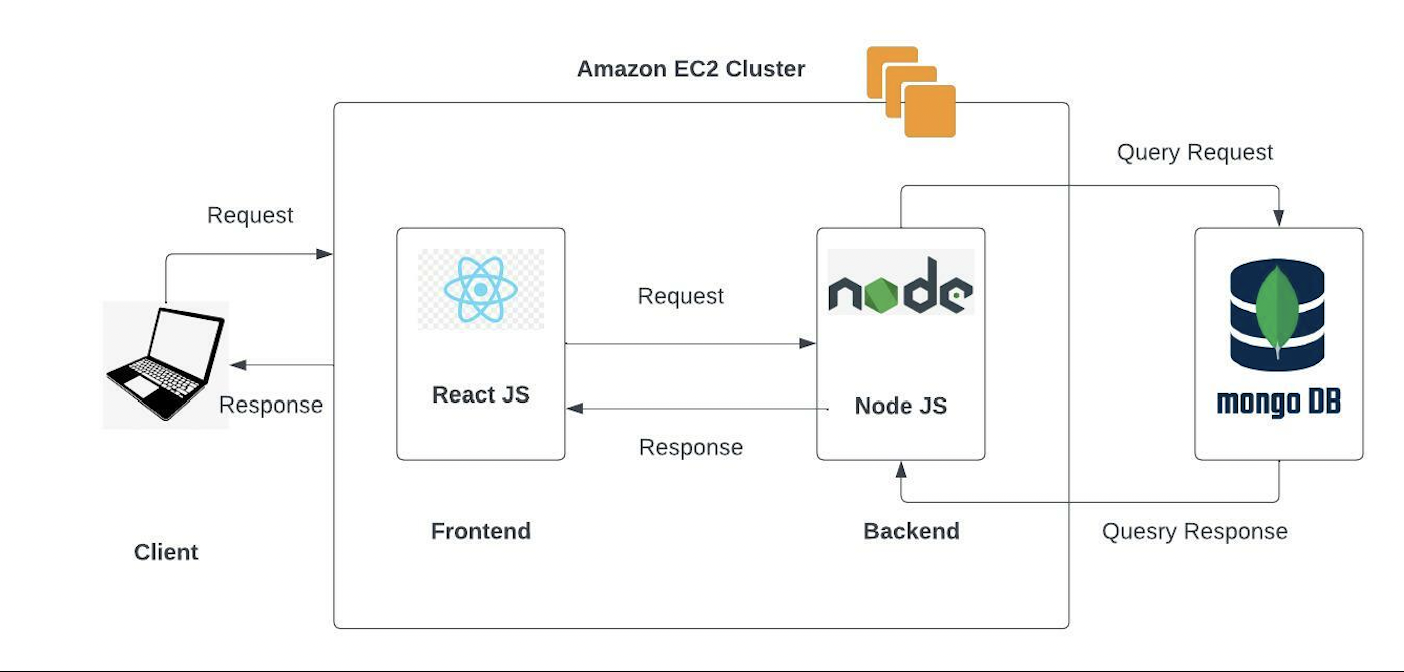 Amazon EC2 Cluster
Query Request
Request
Request
node
React JS
Response
Node JS
mongo DB
Response
Frontend
Backend
Quesry Response
Client